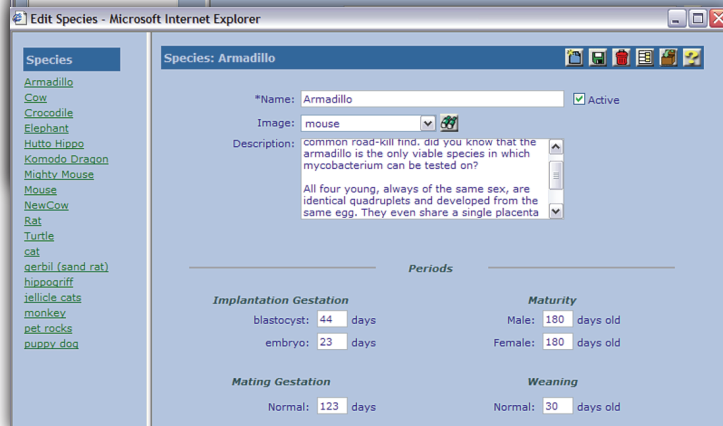 Edit Species - Microsoft Internet Explorer
Species
Armadillo
Cow
Crocodile
Elephant
Hutto Hippo
Komodo Dragon
Mighty Mouse
Mouse
NewCow
Rat
Turtle
cat
gerbil (sand rat)
hippogriff
jellicle cats
monkey
pet rocks
puppy dog
Species: Armadillo
*Name: Armadillo Active
Image: mouse
Description: common road-kill find. did you know that the
armadillo is the only viable species in which
mycobacterium can be tested on?
All four young, always of the same sex, are
identical quadruplets and developed from the
same egg. They even share a single placenta
Periods
Implantation Gestation
blastocyst: 44 days
embryo: 23 days
Maturity
Male: 180 days old
Female: 180 days old
Mating Gestation
Normal: 123 days
Weaning
Normal: 30 days old